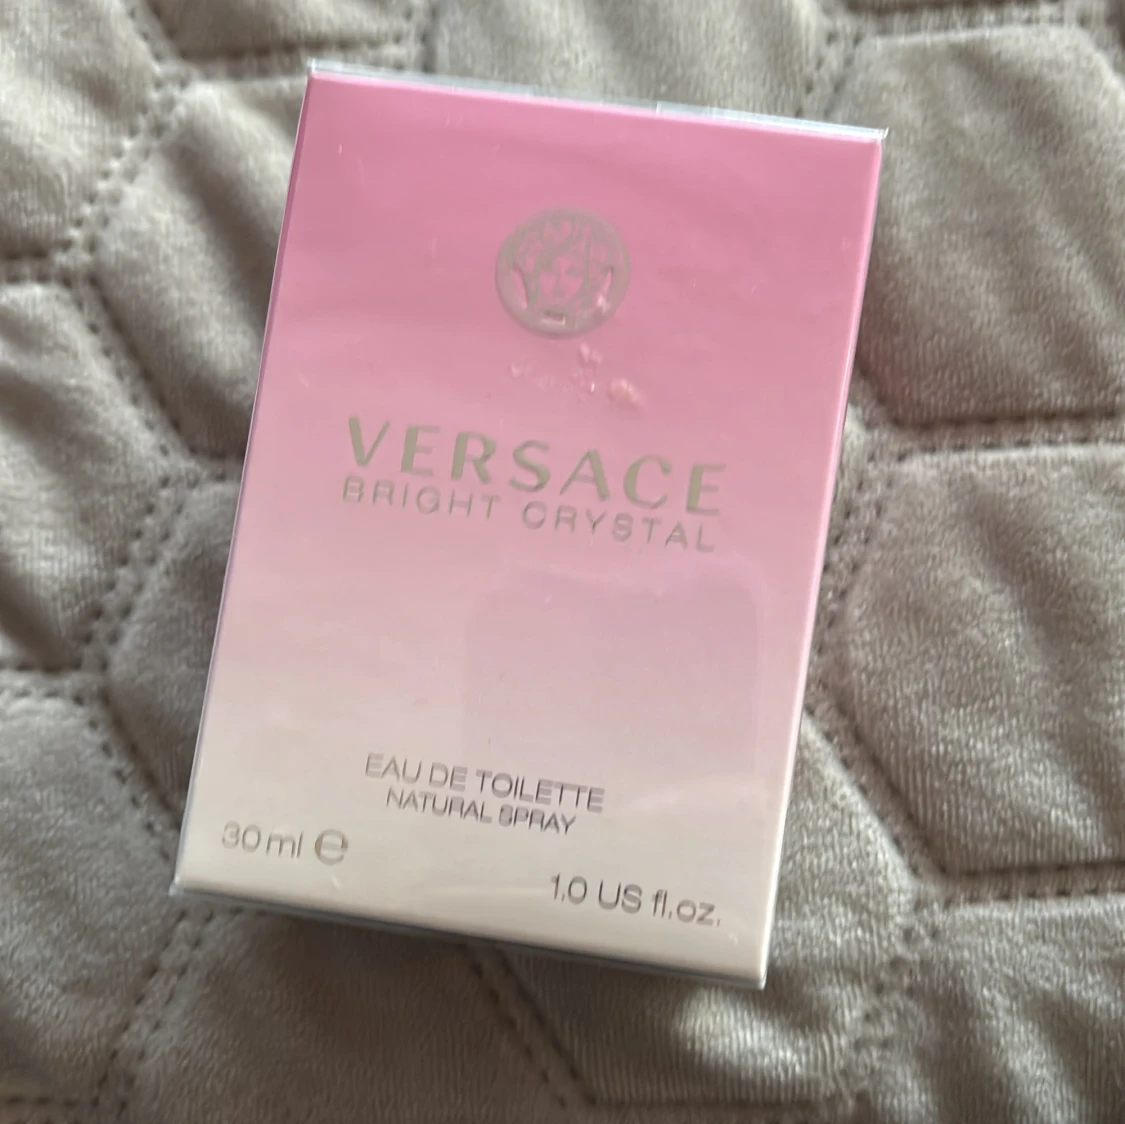 VERSACE
BRIGHT CRYSTAL
EAU DE TOILETTE
NATURAL SPRAY
30 ml ℮
1.0 US fl.oz.